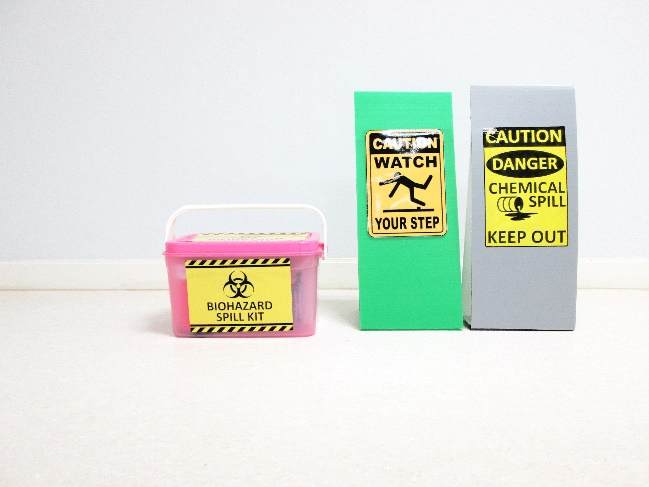 BIOHAZARD
SPILL KIT
CAUTION
WATCH
YOUR STEP
CAUTION
DANGER
CHEMICAL
SPILL
KEEP OUT